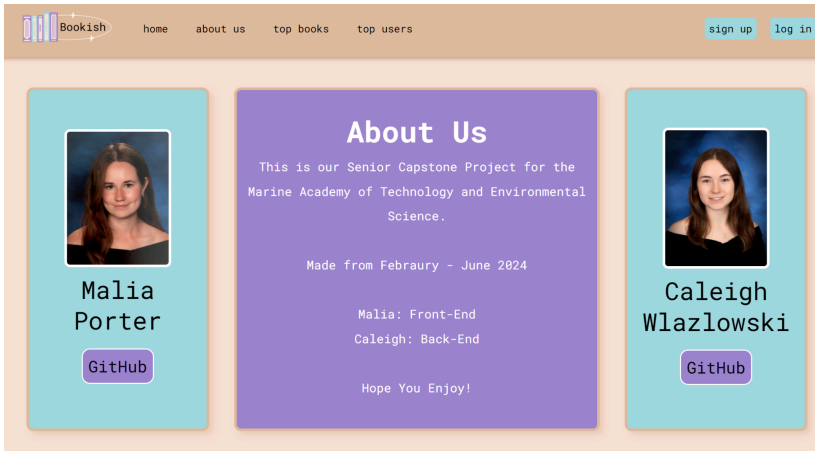 Bookish
home
about us
top books
top users
sign up
log in
Malia
Porter
GitHub
About Us
This is our Senior Capstone Project for the
Marine Academy of Technology and Environmental
Science.
Made from Febraury - June 2024
Malia: Front-End
Caleigh: Back-End
Hope You Enjoy!
Caleigh
Wlazlowski
GitHub